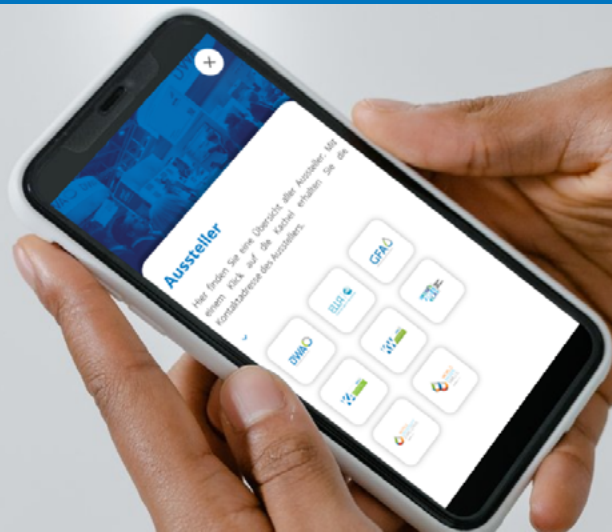 Aussteller
Hier finden Sie eine Übersicht aller Aussteller. Mit
einem Klick auf die Kachel erhalten Sie die
Kontaktadresse des Ausstellers.
GFA
DWA